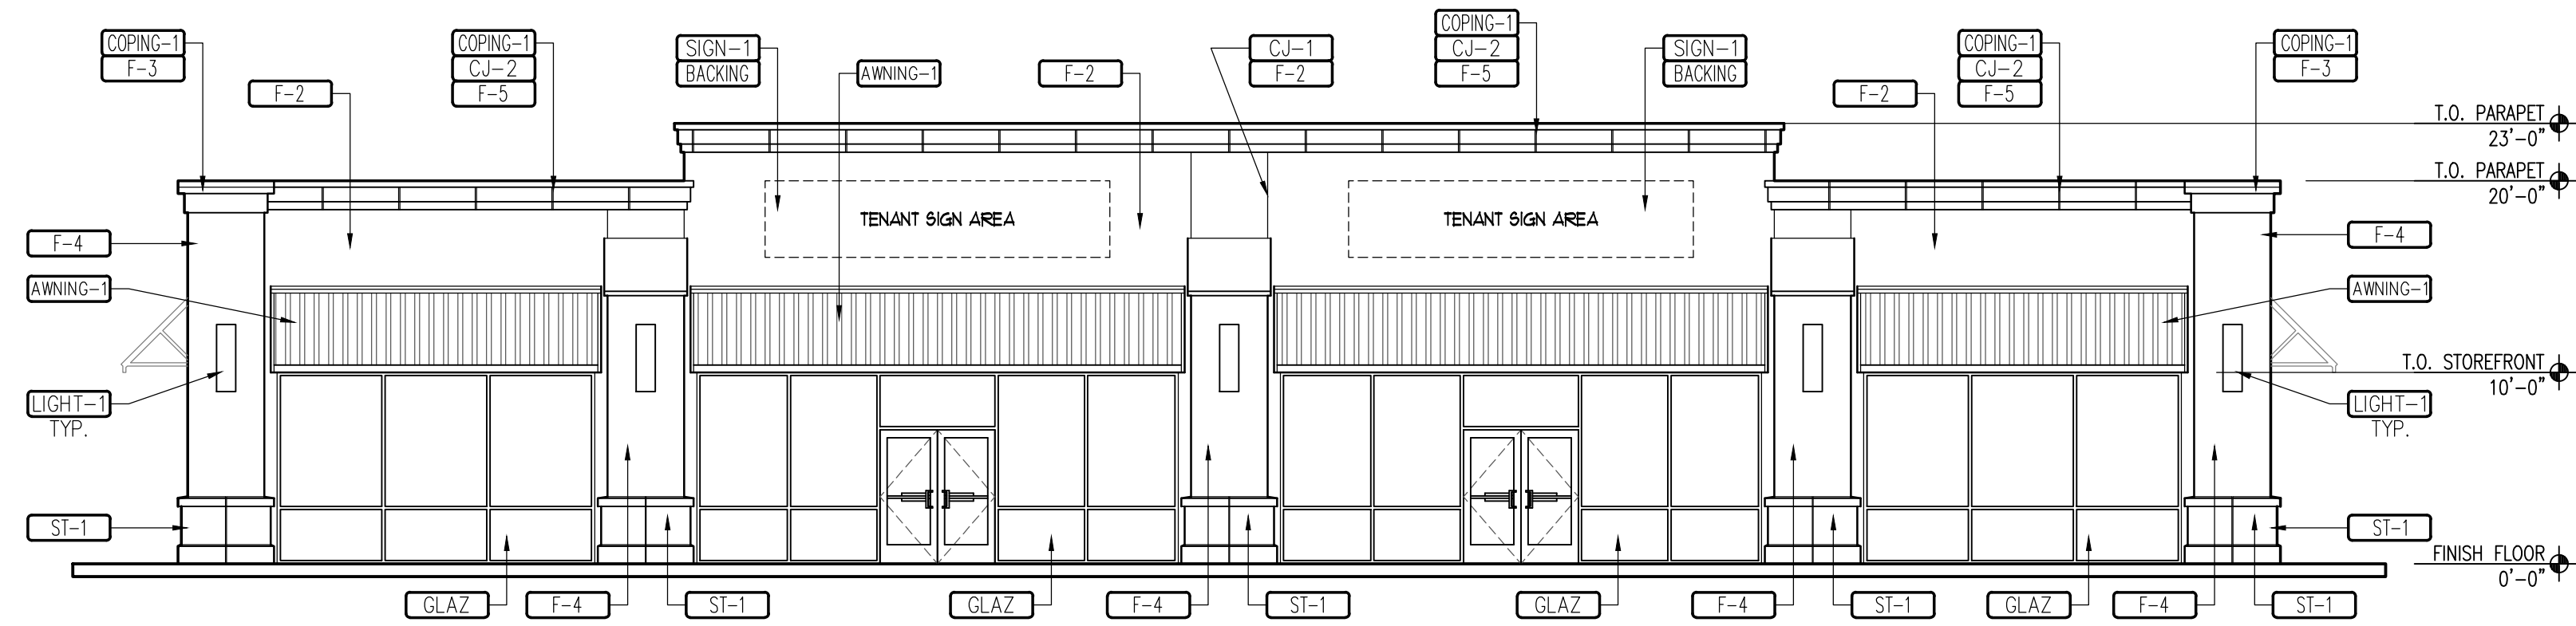 COPING-1
F-3
F-2
COPING-1
CJ-2
F-5
SIGN-1
BACKING
AWNING-1
F-2
CJ-1
F-2
COPING-1
CJ-2
F-5
SIGN-1
BACKING
F-2
COPING-1
CJ-2
F-5
COPING-1
F-3
T.O. PARAPET
23'-0"
T.O. PARAPET
20'-0"
TENANT SIGN AREA
TENANT SIGN AREA
F-4
F-4
AWNING-1
AWNING-1
T.O. STOREFRONT
10'-0"
LIGHT-1
TYP.
LIGHT-1
TYP.
ST-1
ST-1
FINISH FLOOR
0'-0"
GLAZ
F-4
ST-1
GLAZ
F-4
ST-1
GLAZ
F-4
ST-1
GLAZ
F-4
ST-1